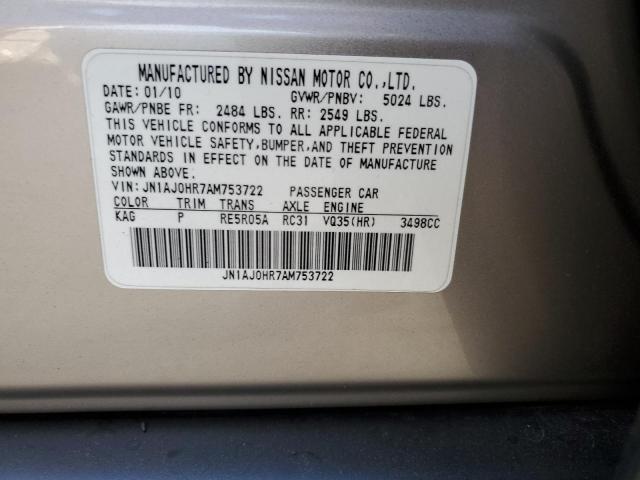 MANUFACTURED BY NISSAN MOTOR CO.,LTD.
DATE: 01/10 GVWR/PNBV: 5024 LBS.
GAWR/PNBE FR: 2484 LBS. RR: 2549 LBS.
THIS VEHICLE CONFORMS TO ALL APPLICABLE FEDERAL
MOTOR VEHICLE SAFETY,BUMPER,AND THEFT PREVENTION
STANDARDS IN EFFECT ON THE DATE OF MANUFACTURE
SHOWN ABOVE.
VIN: JN1AJ0HR7AM753722 PASSENGER CAR
COLOR TRIM TRANS AXLE ENGINE
KAG P RE5R05A RC31 VQ35(HR) 3498CC
JN1AJ0HR7AM753722